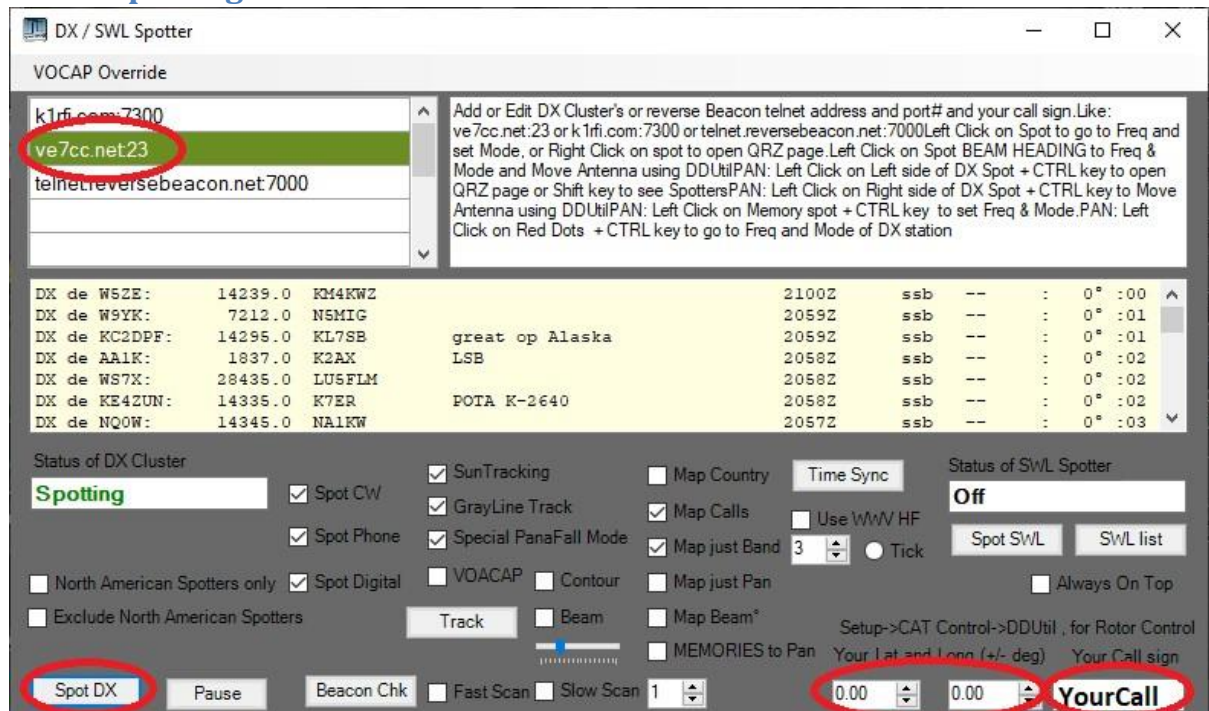 DX / SWL Spotter
VOCAP Override
k1rfi.com:7300
ve7cc.net:23
telnet.reversebeacon.net:7000
Add or Edit DX Cluster's or reverse Beacon telnet address and port# and your call sign.Like:
ve7cc.net:23 or k1rfi.com:7300 or telnet.reversebeacon.net:7000Left Click on Spot to go to Freq and
set Mode, or Right Click on spot to open QRZ page.Left Click on Spot BEAM HEADING to Freq &
Mode and Move Antenna using DDUtilPAN: Left Click on Left side of DX Spot + CTRL key to open
QRZ page or Shift key to see SpottersPAN: Left Click on Right side of DX Spot + CTRL key to Move
Antenna using DDUtilPAN: Left Click on Memory spot + CTRL key to set Freq & Mode.PAN: Left
Click on Red Dots + CTRL key to go to Freq and Mode of DX station
DX de W5ZE: 14239.0 KM4KWZ 2100Z ssb -- : 0° :00
DX de W9YK: 7212.0 N5MIG 2059Z ssb -- : 0° :01
DX de KC2DPF: 14295.0 KL7SB great op Alaska 2059Z ssb -- : 0° :01
DX de AA1K: 1837.0 K2AX LSB 2058Z ssb -- : 0° :02
DX de WS7X: 28435.0 LU5FLM 2058Z ssb -- : 0° :02
DX de KE4ZUN: 14335.0 K7ER POTA K-2640 2058Z ssb -- : 0° :02
DX de NQ0W: 14345.0 NA1KW 2057Z ssb -- : 0° :03
Status of DX Cluster
Spotting
Spot CW
Spot Phone
North American Spotters only
Spot Digital
Exclude North American Spotters
SunTracking
GrayLine Track
Special PanaFall Mode
VOACAP
Contour
Track
Beam
Map Country
Map Calls
Map just Band
Map just Pan
Map Beam°
MEMORIES to Pan
Time Sync
Use WWV HF
3
Tick
Status of SWL Spotter
Off
Spot SWL
SWL list
Always On Top
Setup->CAT Control->DDUtil , for Rotor Control
Your Lat and Long (+/- deg)
Your Call sign
Spot DX
Pause
Beacon Chk
Fast Scan
Slow Scan
1
0.00
0.00
YourCall